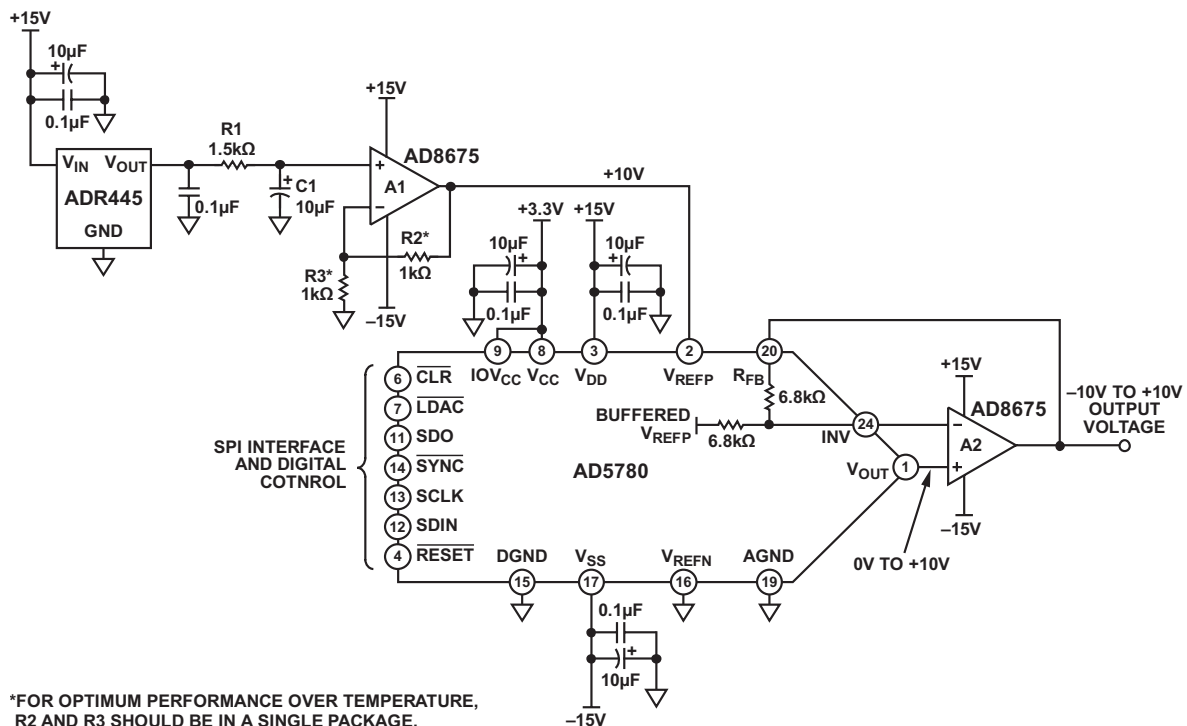 +15V
10µF
+
0.1µF
VIN
VOUT
ADR445
GND
R1
1.5kΩ
0.1µF
+
C1
10µF
+15V
AD8675
+
A1
–
R2*
1kΩ
R3*
1kΩ
–15V
+10V
+3.3V
10µF
+
0.1µF
+15V
10µF
+
0.1µF
9
8
3
2
20
IOVCC
VCC
VDD
VREFP
RFB
6.8kΩ
BUFFERED
VREFP
6.8kΩ
24
INV
AD5780
VOUT
1
+15V
AD8675
–
A2
+
–15V
–10V TO +10V
OUTPUT
VOLTAGE
0V TO +10V
SPI INTERFACE
AND DIGITAL
COTNROL
6 CLR
7 LDAC
11 SDO
14 SYNC
13 SCLK
12 SDIN
4 RESET
DGND
VSS
VREFN
AGND
15
17
16
19
0.1µF
+
10µF
–15V
*FOR OPTIMUM PERFORMANCE OVER TEMPERATURE,
R2 AND R3 SHOULD BE IN A SINGLE PACKAGE.